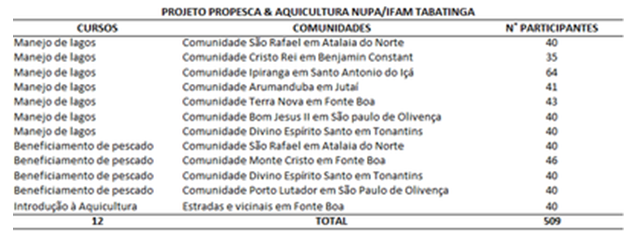 PROJETO PROPESCA & AQUICULTURA NUPA/IFAM TABATINGA
CURSOS COMUNIDADES N° PARTICIPANTES
Manejo de lagos Comunidade São Rafael em Atalaia do Norte 40
Manejo de lagos Comunidade Cristo Rei em Benjamin Constant 35
Manejo de lagos Comunidade Ipiranga em Santo Antonio do Içá 64
Manejo de lagos Comunidade Arumanduba em Jutaí 41
Manejo de lagos Comunidade Terra Nova em Fonte Boa 43
Manejo de lagos Comunidade Bom Jesus II em São paulo de Olivença 40
Manejo de lagos Comunidade Divino Espírito Santo em Tonantins 40
Beneficiamento de pescado Comunidade São Rafael em Atalaia do Norte 40
Beneficiamento de pescado Comunidade Monte Cristo em Fonte Boa 46
Beneficiamento de pescado Comunidade Divino Espírito Santo em Tonantins 40
Beneficiamento de pescado Comunidade Porto Lutador em São Paulo de Olivença 40
Introdução à Aquicultura Estradas e vicinais em Fonte Boa 40
12 TOTAL 509